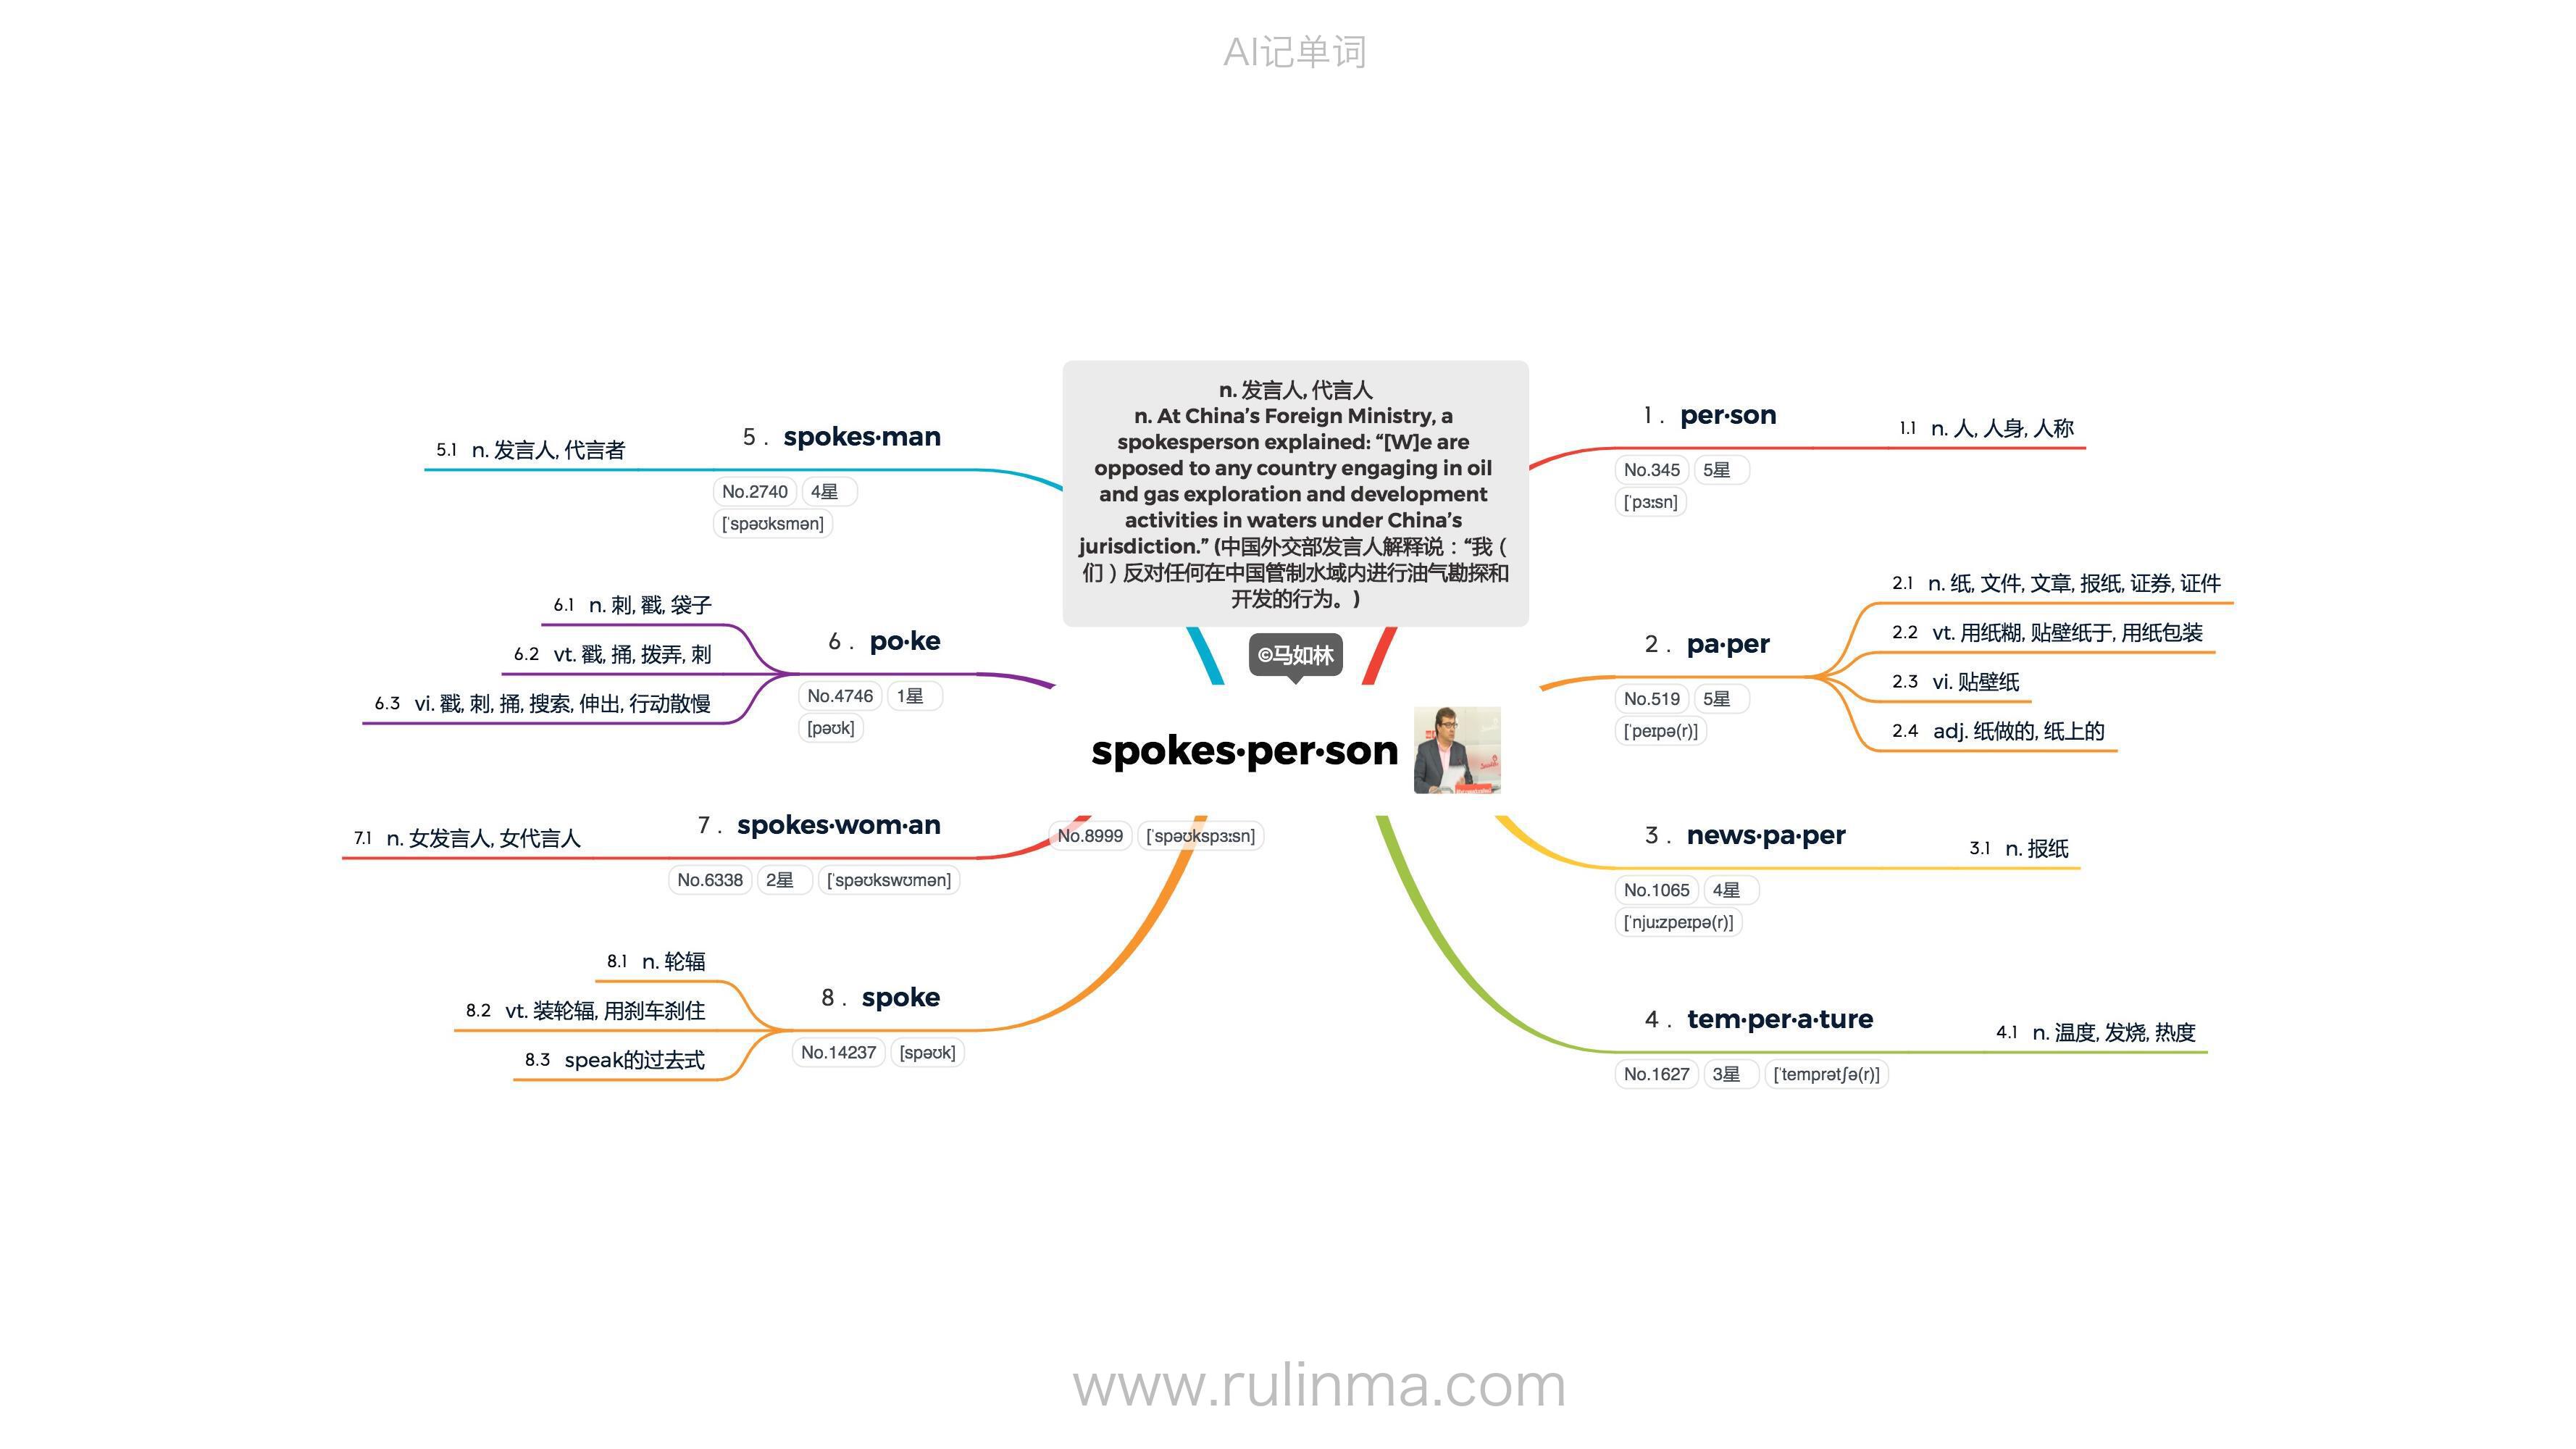 AI记单词
n. 发言人, 代言人
n. At China’s Foreign Ministry, a
spokesperson explained: “[W]e are
opposed to any country engaging in oil
and gas exploration and development
activities in waters under China’s
jurisdiction.” (中国外交部发言人解释说：“我（
们）反对任何在中国管制水域内进行油气勘探和
开发的行为。)
©马如林
spokes·per·son
No.8999 [ˈspəʊkspɜːsn]
1 . per·son
No.345 5星
[ˈpɜːsn]
1.1 n. 人, 人身, 人称
2 . pa·per
No.519 5星
[ˈpeɪpə(r)]
2.1 n. 纸, 文件, 文章, 报纸, 证券, 证件
2.2 vt. 用纸糊, 贴壁纸于, 用纸包装
2.3 vi. 贴壁纸
2.4 adj. 纸做的, 纸上的
3 . news·pa·per
No.1065 4星
[ˈnjuːzpeɪpə(r)]
3.1 n. 报纸
4 . tem·per·a·ture
No.1627 3星 [ˈtemprətʃə(r)]
4.1 n. 温度, 发烧, 热度
5 . spokes·man
No.2740 4星
[ˈspəʊksmən]
5.1 n. 发言人, 代言者
6 . po·ke
No.4746 1星
[pəʊk]
6.1 n. 刺, 戳, 袋子
6.2 vt. 戳, 捅, 拨弄, 刺
6.3 vi. 戳, 刺, 捅, 搜索, 伸出, 行动散慢
7 . spokes·wom·an
No.6338 2星 [ˈspəʊkswʊmən]
7.1 n. 女发言人, 女代言人
8 . spoke
No.14237 [spəʊk]
8.1 n. 轮辐
8.2 vt. 装轮辐, 用刹车刹住
8.3 speak的过去式
www.rulinma.com